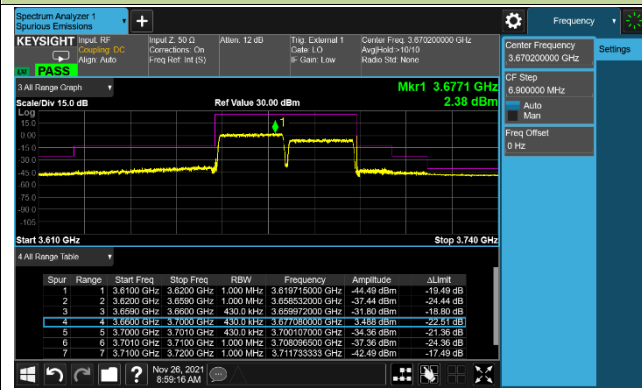 Spectrum Analyzer 1
Spurious Emissions
Frequency
KEYSIGHT Input: RF Input Z: 50 Ω Atten: 12 dB Trig: External 1 Center Freq: 3.670200000 GHz
Coupling: DC Corrections: On Gate: LO Avg|Hold:>10/10
Align: Auto Freq Ref: Int (S) IF Gain: Low Radio Std: None
PASS
Center Frequency
3.670200000 GHz
Settings
CF Step
6.900000 MHz
Auto
Man
Freq Offset
0 Hz
3 All Range Graph
Mkr1 3.6771 GHz
Scale/Div 15.0 dB Ref Value 30.00 dBm 2.38 dBm
Log
15.0
0.00
-15.0
-30.0
-45.0
-60.0
-75.0
-90.0
-105
1
Start 3.610 GHz Stop 3.740 GHz
4 All Range Table
Spur Range Start Freq Stop Freq RBW Frequency Amplitude ΔLimit
1 1 3.6100 GHz 3.6200 GHz 1.000 MHz 3.619715000 GHz -44.49 dBm -19.49 dB
2 2 3.6200 GHz 3.6590 GHz 1.000 MHz 3.658532000 GHz -37.44 dBm -24.44 dB
3 3 3.6590 GHz 3.6600 GHz 430.0 kHz 3.659972000 GHz -31.80 dBm -18.80 dB
4 4 3.6600 GHz 3.7000 GHz 430.0 kHz 3.677080000 GHz 3.488 dBm -22.51 dB
5 5 3.7000 GHz 3.7010 GHz 430.0 kHz 3.700107000 GHz -34.36 dBm -21.36 dB
6 6 3.7010 GHz 3.7100 GHz 1.000 MHz 3.708096500 GHz -37.36 dBm -24.36 dB
7 7 3.7100 GHz 3.7200 GHz 1.000 MHz 3.711733333 GHz -42.49 dBm -17.49 dB
Nov 26, 2021
8:59:16 AM